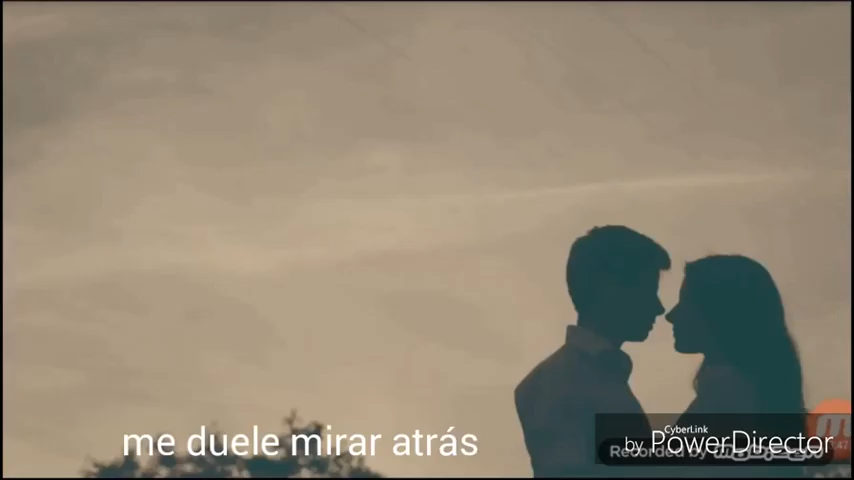 me duele mirar atrás
CyberLink
by PowerDirector
Recorded by